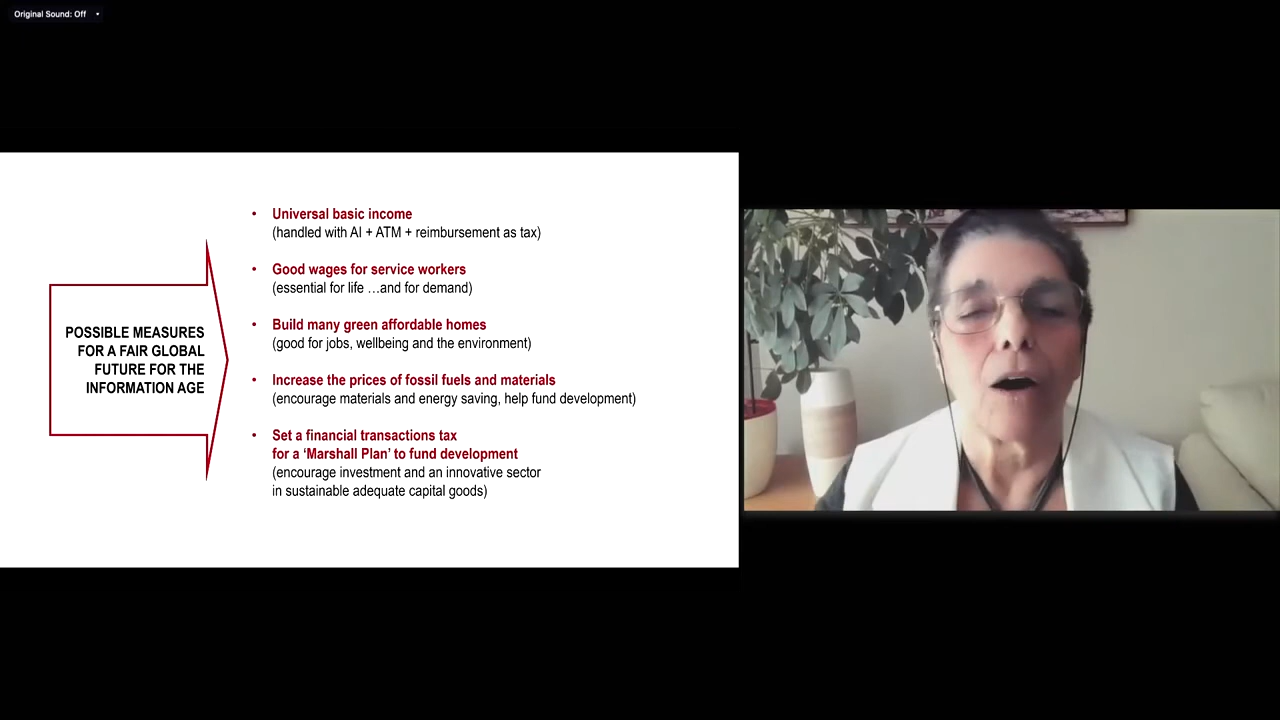 Original Sound: Off
POSSIBLE MEASURES
FOR A FAIR GLOBAL
FUTURE FOR THE
INFORMATION AGE
• Universal basic income
(handled with AI + ATM + reimbursement as tax)
• Good wages for service workers
(essential for life …and for demand)
• Build many green affordable homes
(good for jobs, wellbeing and the environment)
• Increase the prices of fossil fuels and materials
(encourage materials and energy saving, help fund development)
• Set a financial transactions tax
for a ‘Marshall Plan’ to fund development
(encourage investment and an innovative sector
in sustainable adequate capital goods)